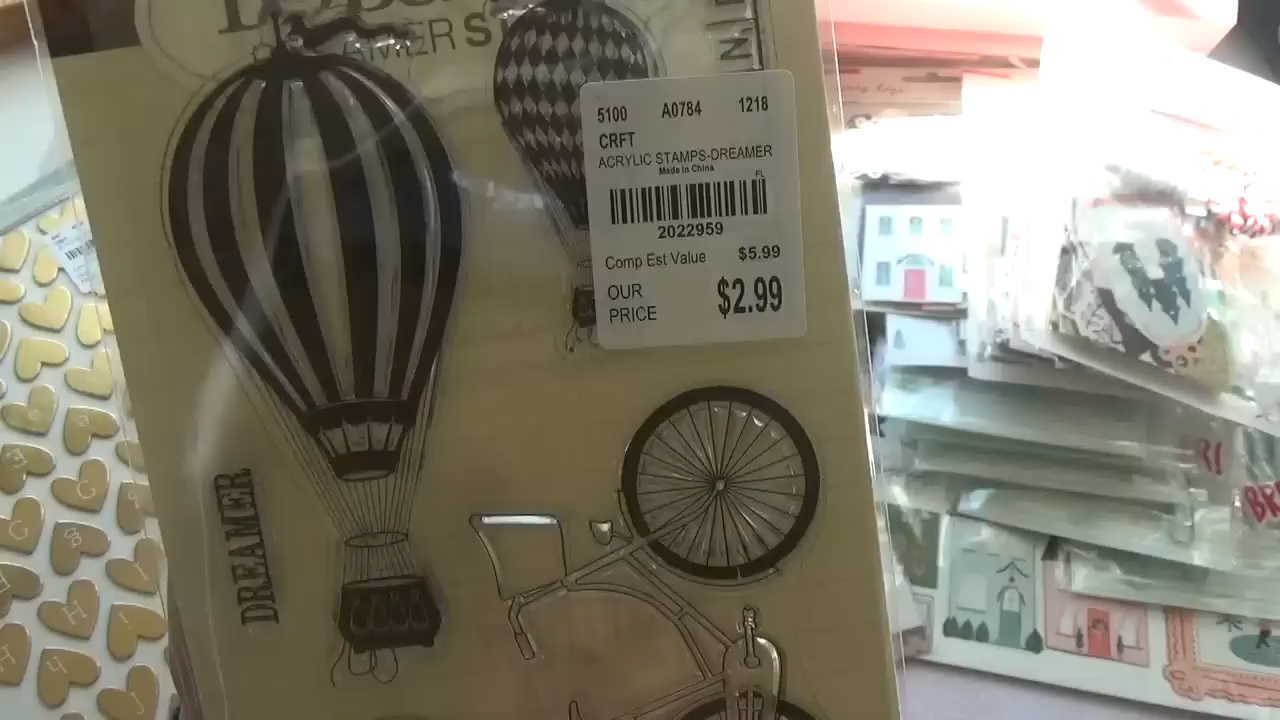 5100 A0784 1218
CRFT
ACRYLIC STAMPS-DREAMER
Made in China
FL
2022959
Comp Est Value $5.99
OUR PRICE $2.99
DREAMER